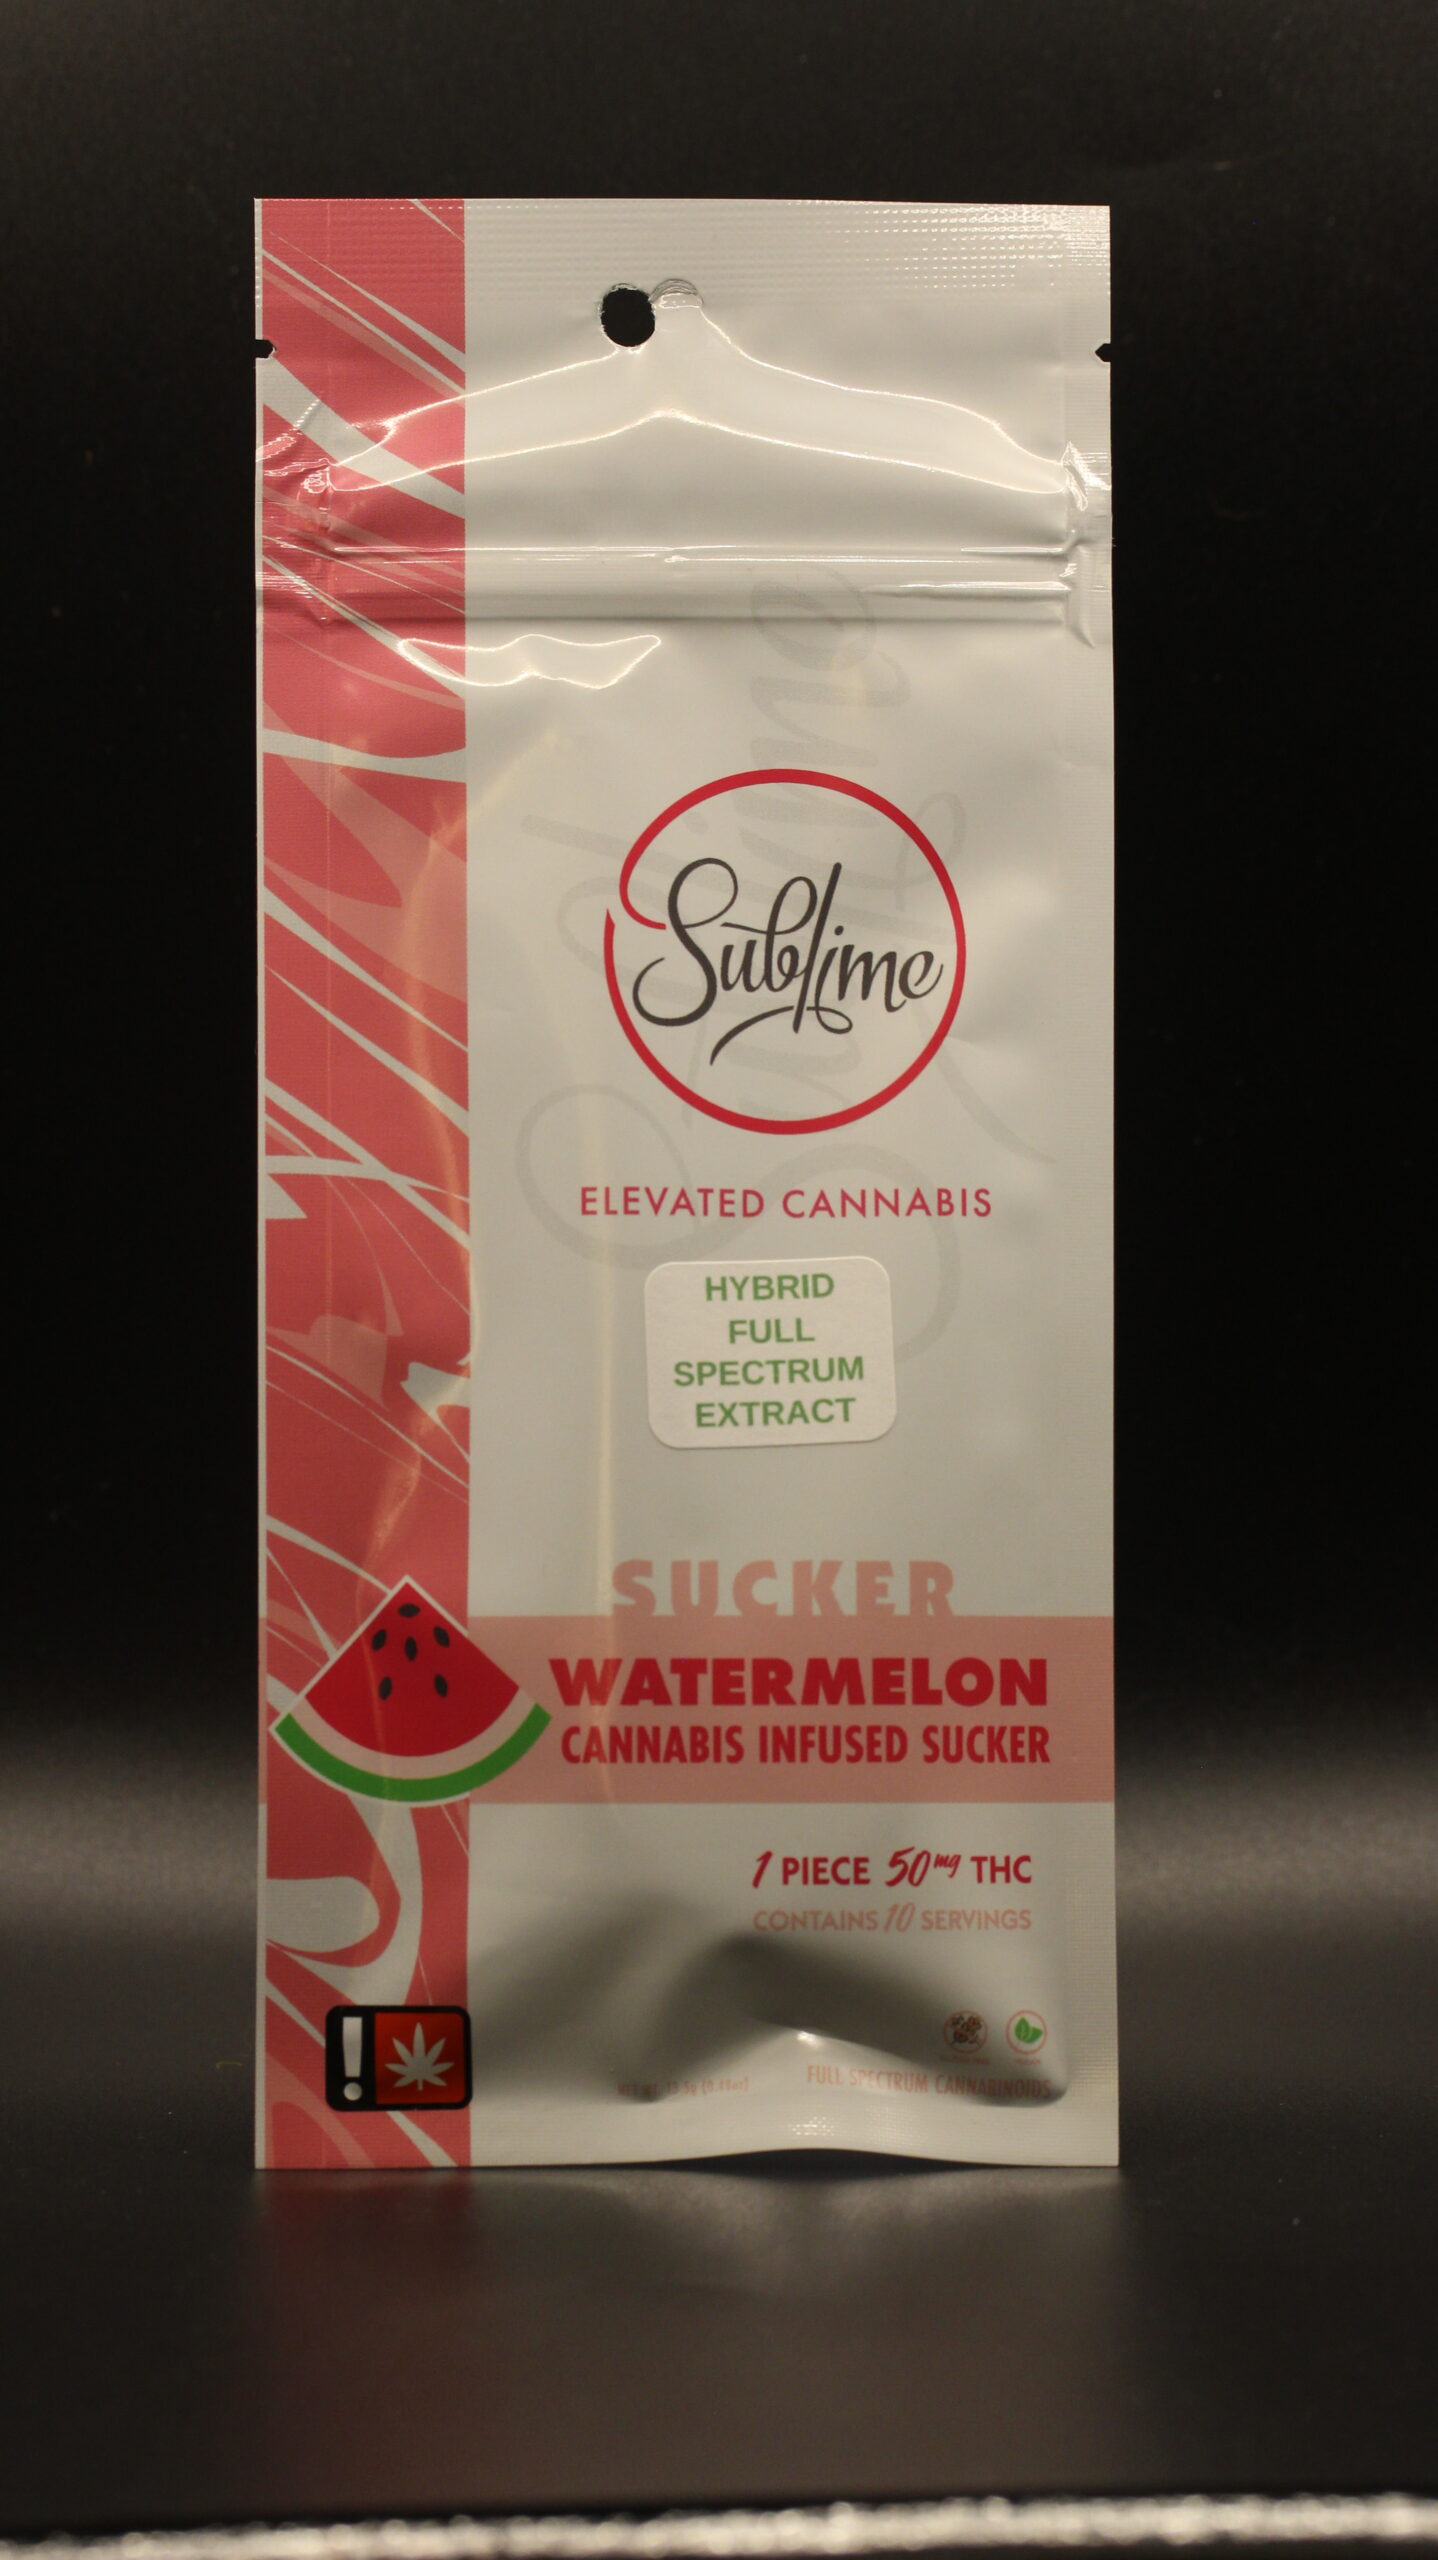 Sublime
ELEVATED CANNABIS
HYBRID
FULL
SPECTRUM
EXTRACT
SUCKER
WATERMELON
CANNABIS INFUSED SUCKER
1 PIECE 50mg THC
CONTAINS 10 SERVINGS
!
FULL SPECTRUM CANNABINOIDS